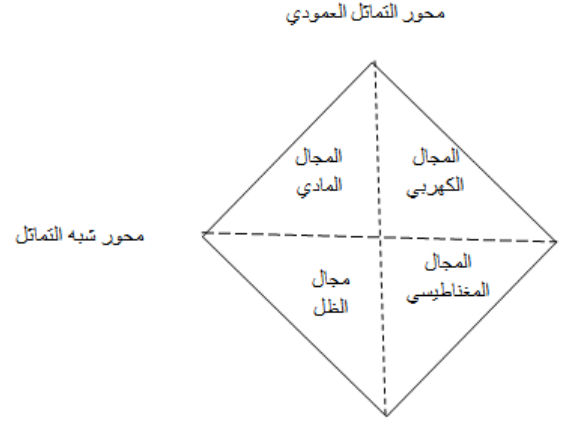 محور التماثل العمودي
المجال
المادي
المجال
الكهربي
محور شبه التماثل
مجال
الظل
المجال
المغناطيسي